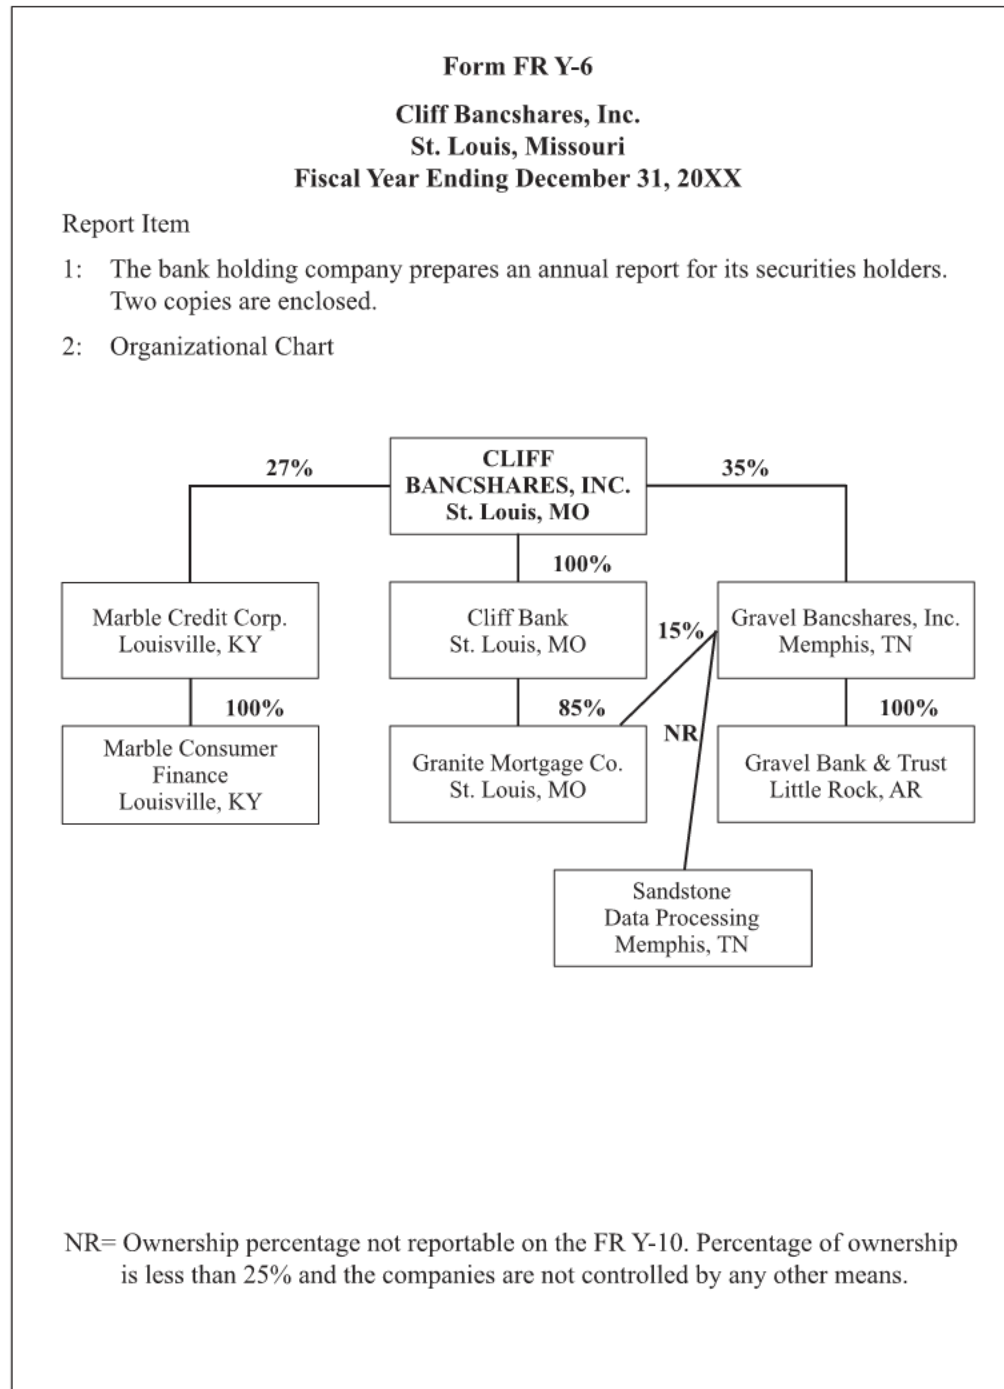 Form FR Y-6
Cliff Bancshares, Inc.
St. Louis, Missouri
Fiscal Year Ending December 31, 20XX
Report Item
1: The bank holding company prepares an annual report for its securities holders.
Two copies are enclosed.
2: Organizational Chart
CLIFF
BANCSHARES, INC.
St. Louis, MO
27%
35%
100%
Marble Credit Corp.
Louisville, KY
Cliff Bank
St. Louis, MO
15%
Gravel Bancshares, Inc.
Memphis, TN
100%
85%
NR
100%
Marble Consumer
Finance
Louisville, KY
Granite Mortgage Co.
St. Louis, MO
Gravel Bank & Trust
Little Rock, AR
Sandstone
Data Processing
Memphis, TN
NR= Ownership percentage not reportable on the FR Y-10. Percentage of ownership
is less than 25% and the companies are not controlled by any other means.